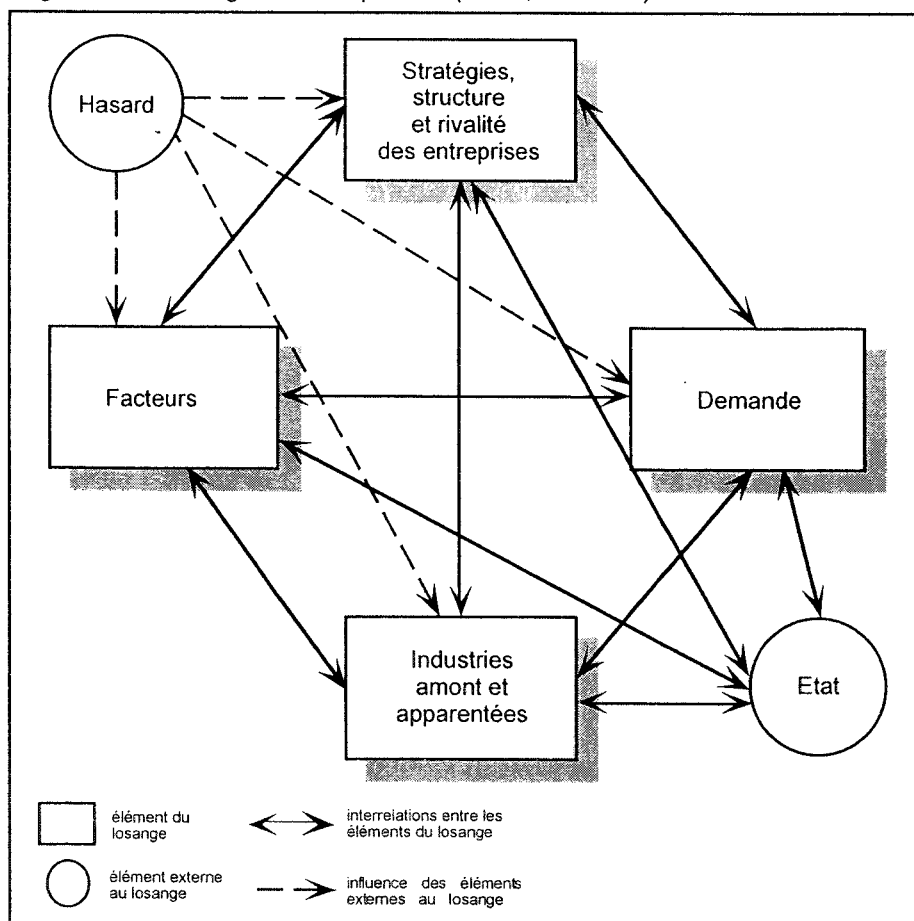 Hasard
Stratégies,
structure
et rivalité
des entreprises
Facteurs
Demande
Industries
amont et
apparentées
Etat
élément du
losange
interrelations entre les
éléments du losange
élément externe
au losange
influence des éléments
externes au losange